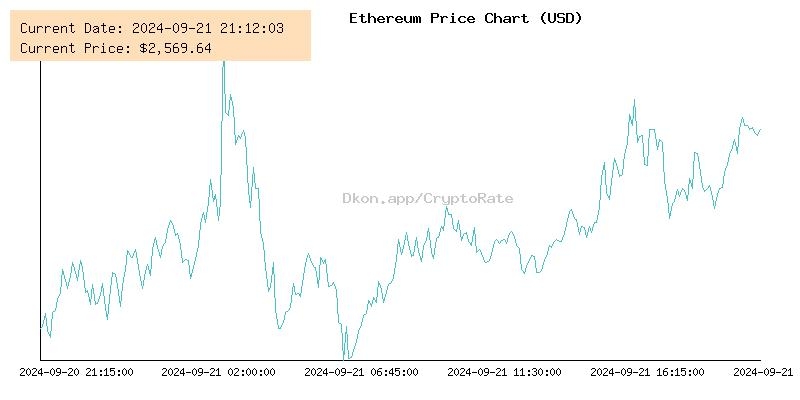 Ethereum Price Chart (USD)
Current Date: 2024-09-21 21:12:03
Current Price: $2,569.64
Dkon.app/CryptoRate
2024-09-20 21:15:00
2024-09-21 02:00:00
2024-09-21 06:45:00
2024-09-21 11:30:00
2024-09-21 16:15:00
2024-09-21